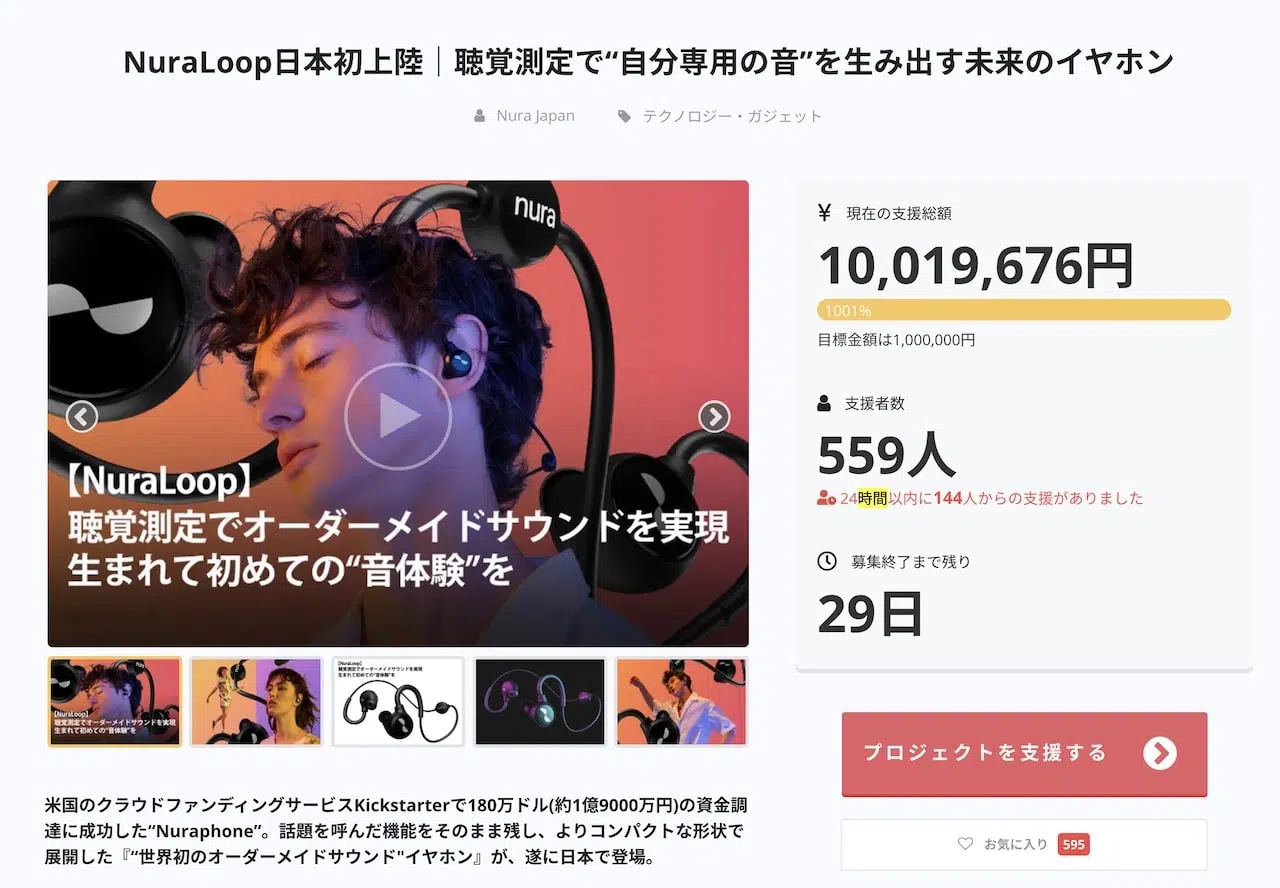 NuraLoop日本初上陸｜聴覚測定で“自分専用の音”を生み出す未来のイヤホン
Nura Japan テクノロジー・ガジェット
nura
【NuraLoop】
聴覚測定でオーダーメイドサウンドを実現
生まれて初めての“音体験”を
nura
【NuraLoop】
聴覚測定でオーダーメイドサウンドを実現
生まれて初めての“音体験”を
【NuraLoop】
聴覚測定でオーダーメイドサウンドを実現
生まれて初めての“音体験”を
米国のクラウドファンディングサービスKickstarterで180万ドル(約1億9000万円)の資金調
達に成功した“Nuraphone”。話題を呼んだ機能をそのまま残し、よりコンパクトな形状で
展開した『“世界初のオーダーメイドサウンド"イヤホン』が、遂に日本で登場。
¥ 現在の支援総額
10,019,676円
1001%
目標金額は1,000,000円
支援者数
559人
24時間以内に144人からの支援がありました
募集終了まで残り
29日
プロジェクトを支援する
お気に入り 595